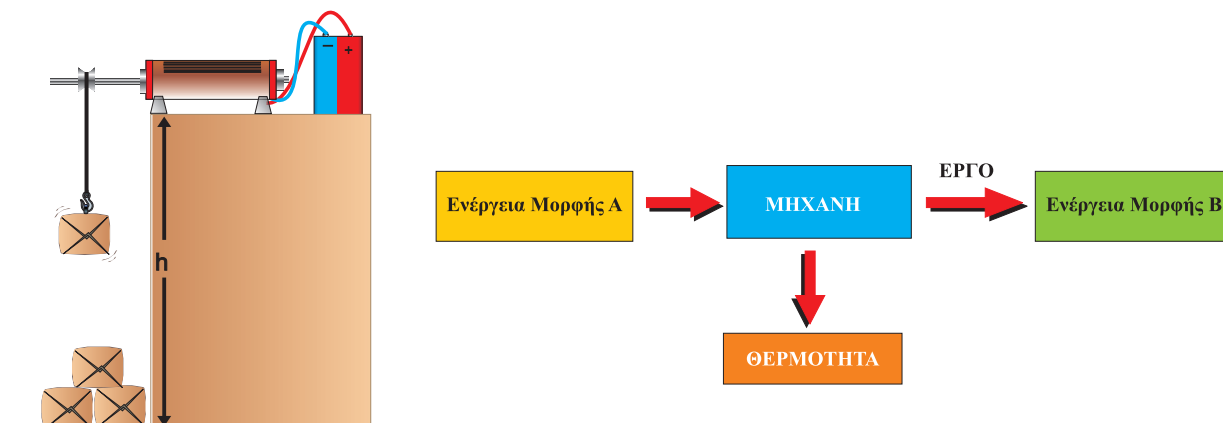 − +
h
Ενέργεια Μορφής Α
ΜΗΧΑΝΗ
ΕΡΓΟ
Ενέργεια Μορφής Β
ΘΕΡΜΟΤΗΤΑ